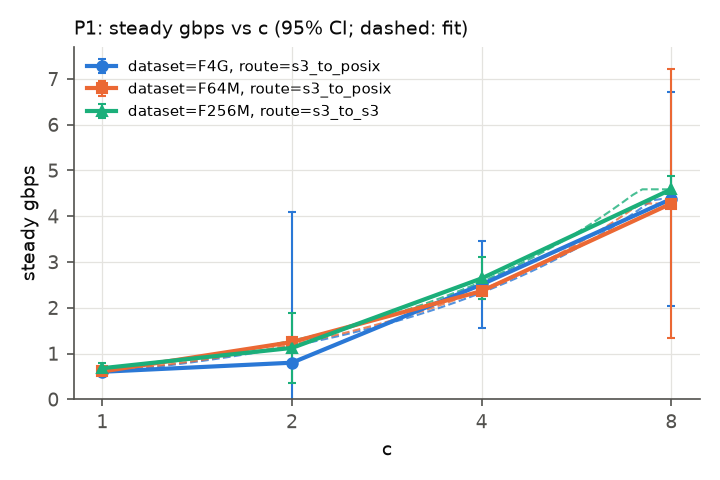 P1: steady gbps vs c (95% CI; dashed: fit)
dataset=F4G, route=s3_to_posix
dataset=F64M, route=s3_to_posix
dataset=F256M, route=s3_to_s3
steady gbps
7
6
5
4
3
2
1
0
1 2 4 8
c